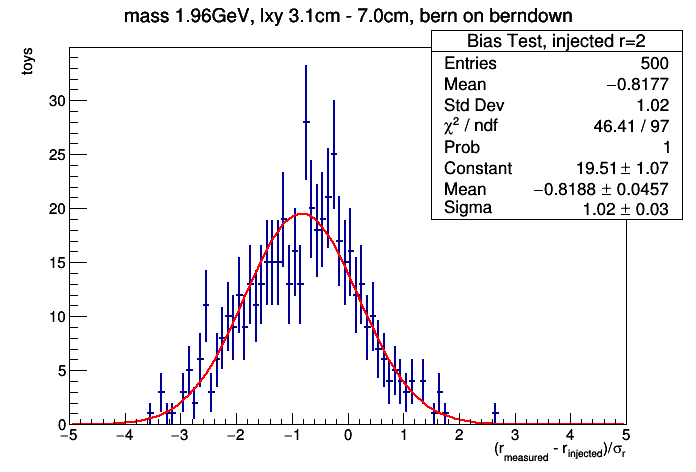 mass 1.96GeV, lxy 3.1cm - 7.0cm, bern on berndown
toys
Bias Test, injected r=2
Entries 500
Mean −0.8177
Std Dev 1.02
χ² / ndf 46.41 / 97
Prob 1
Constant 19.51 ± 1.07
Mean −0.8188 ± 0.0457
Sigma 1.02 ± 0.03
30
25
20
15
10
5
0
−5 −4 −3 −2 −1 0 1 2 3 4 5
(r_measured - r_injected)/σ_r